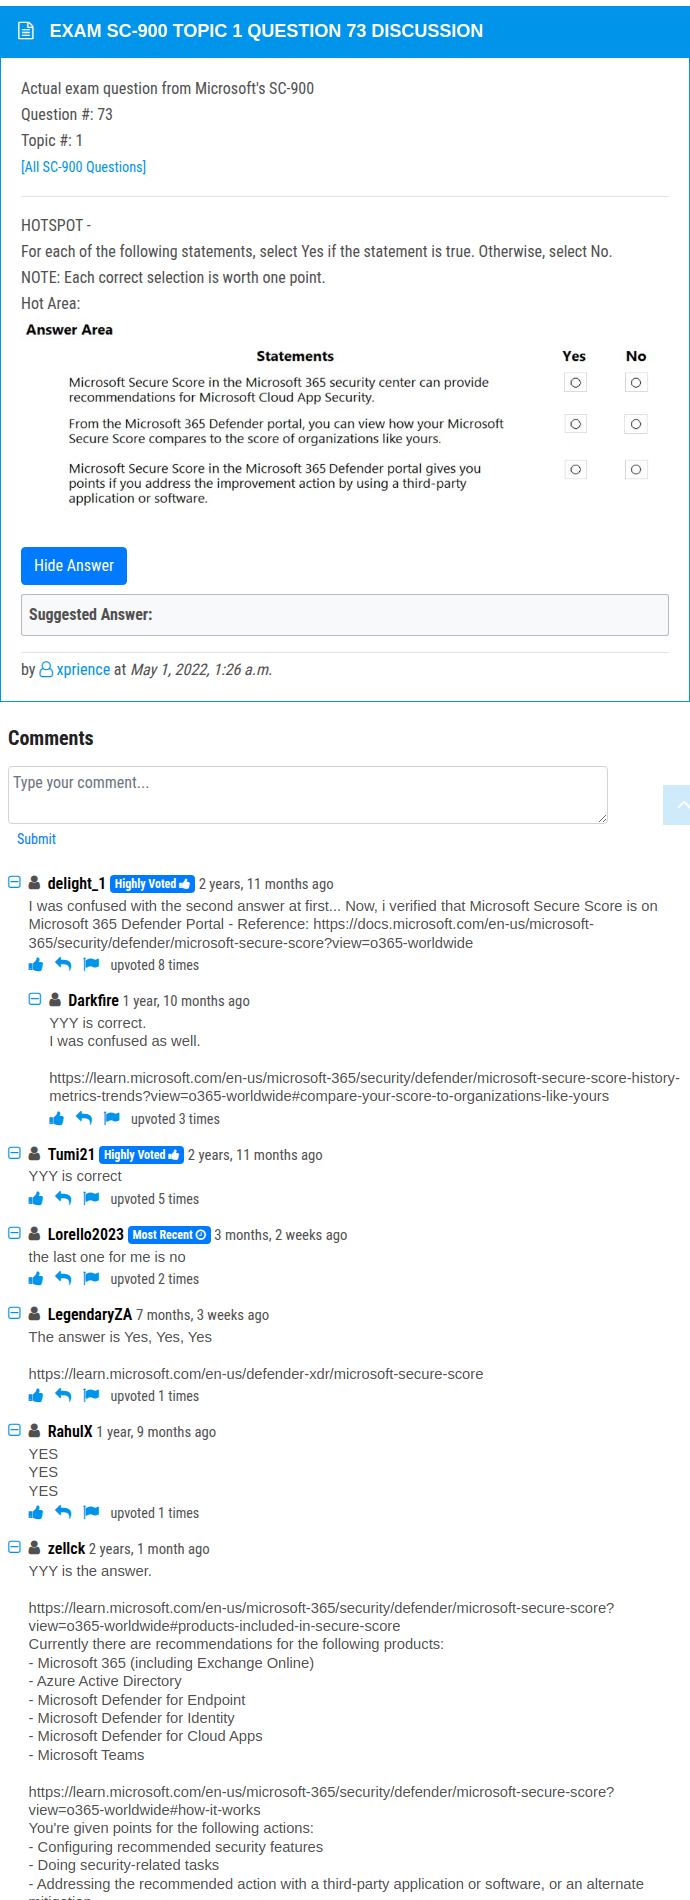 EXAM SC-900 TOPIC 1 QUESTION 73 DISCUSSION
Actual exam question from Microsoft's SC-900
Question #: 73
Topic #: 1
[All SC-900 Questions]
HOTSPOT -
For each of the following statements, select Yes if the statement is true. Otherwise, select No.
NOTE: Each correct selection is worth one point.
Hot Area:
Answer Area
Statements Yes No
Microsoft Secure Score in the Microsoft 365 security center can provide
recommendations for Microsoft Cloud App Security.
From the Microsoft 365 Defender portal, you can view how your Microsoft
Secure Score compares to the score of organizations like yours.
Microsoft Secure Score in the Microsoft 365 Defender portal gives you
points if you address the improvement action by using a third-party
application or software.
Hide Answer
Suggested Answer:
by xprience at May 1, 2022, 1:26 a.m.
Comments
Type your comment...
Submit
delight_1 Highly Voted 2 years, 11 months ago
I was confused with the second answer at first... Now, i verified that Microsoft Secure Score is on
Microsoft 365 Defender Portal - Reference: https://docs.microsoft.com/en-us/microsoft-
365/security/defender/microsoft-secure-score?view=o365-worldwide
upvoted 8 times
Darkfire 1 year, 10 months ago
YYY is correct.
I was confused as well.
https://learn.microsoft.com/en-us/microsoft-365/security/defender/microsoft-secure-score-history-
metrics-trends?view=o365-worldwide#compare-your-score-to-organizations-like-yours
upvoted 3 times
Tumi21 Highly Voted 2 years, 11 months ago
YYY is correct
upvoted 5 times
Lorello2023 Most Recent 3 months, 2 weeks ago
the last one for me is no
upvoted 2 times
LegendaryZA 7 months, 3 weeks ago
The answer is Yes, Yes, Yes
https://learn.microsoft.com/en-us/defender-xdr/microsoft-secure-score
upvoted 1 times
RahulX 1 year, 9 months ago
YES
YES
YES
upvoted 1 times
zellck 2 years, 1 month ago
YYY is the answer.
https://learn.microsoft.com/en-us/microsoft-365/security/defender/microsoft-secure-score?
view=o365-worldwide#products-included-in-secure-score
Currently there are recommendations for the following products:
- Microsoft 365 (including Exchange Online)
- Azure Active Directory
- Microsoft Defender for Endpoint
- Microsoft Defender for Identity
- Microsoft Defender for Cloud Apps
- Microsoft Teams
https://learn.microsoft.com/en-us/microsoft-365/security/defender/microsoft-secure-score?
view=o365-worldwide#how-it-works
You're given points for the following actions:
- Configuring recommended security features
- Doing security-related tasks
- Addressing the recommended action with a third-party application or software, or an alternate